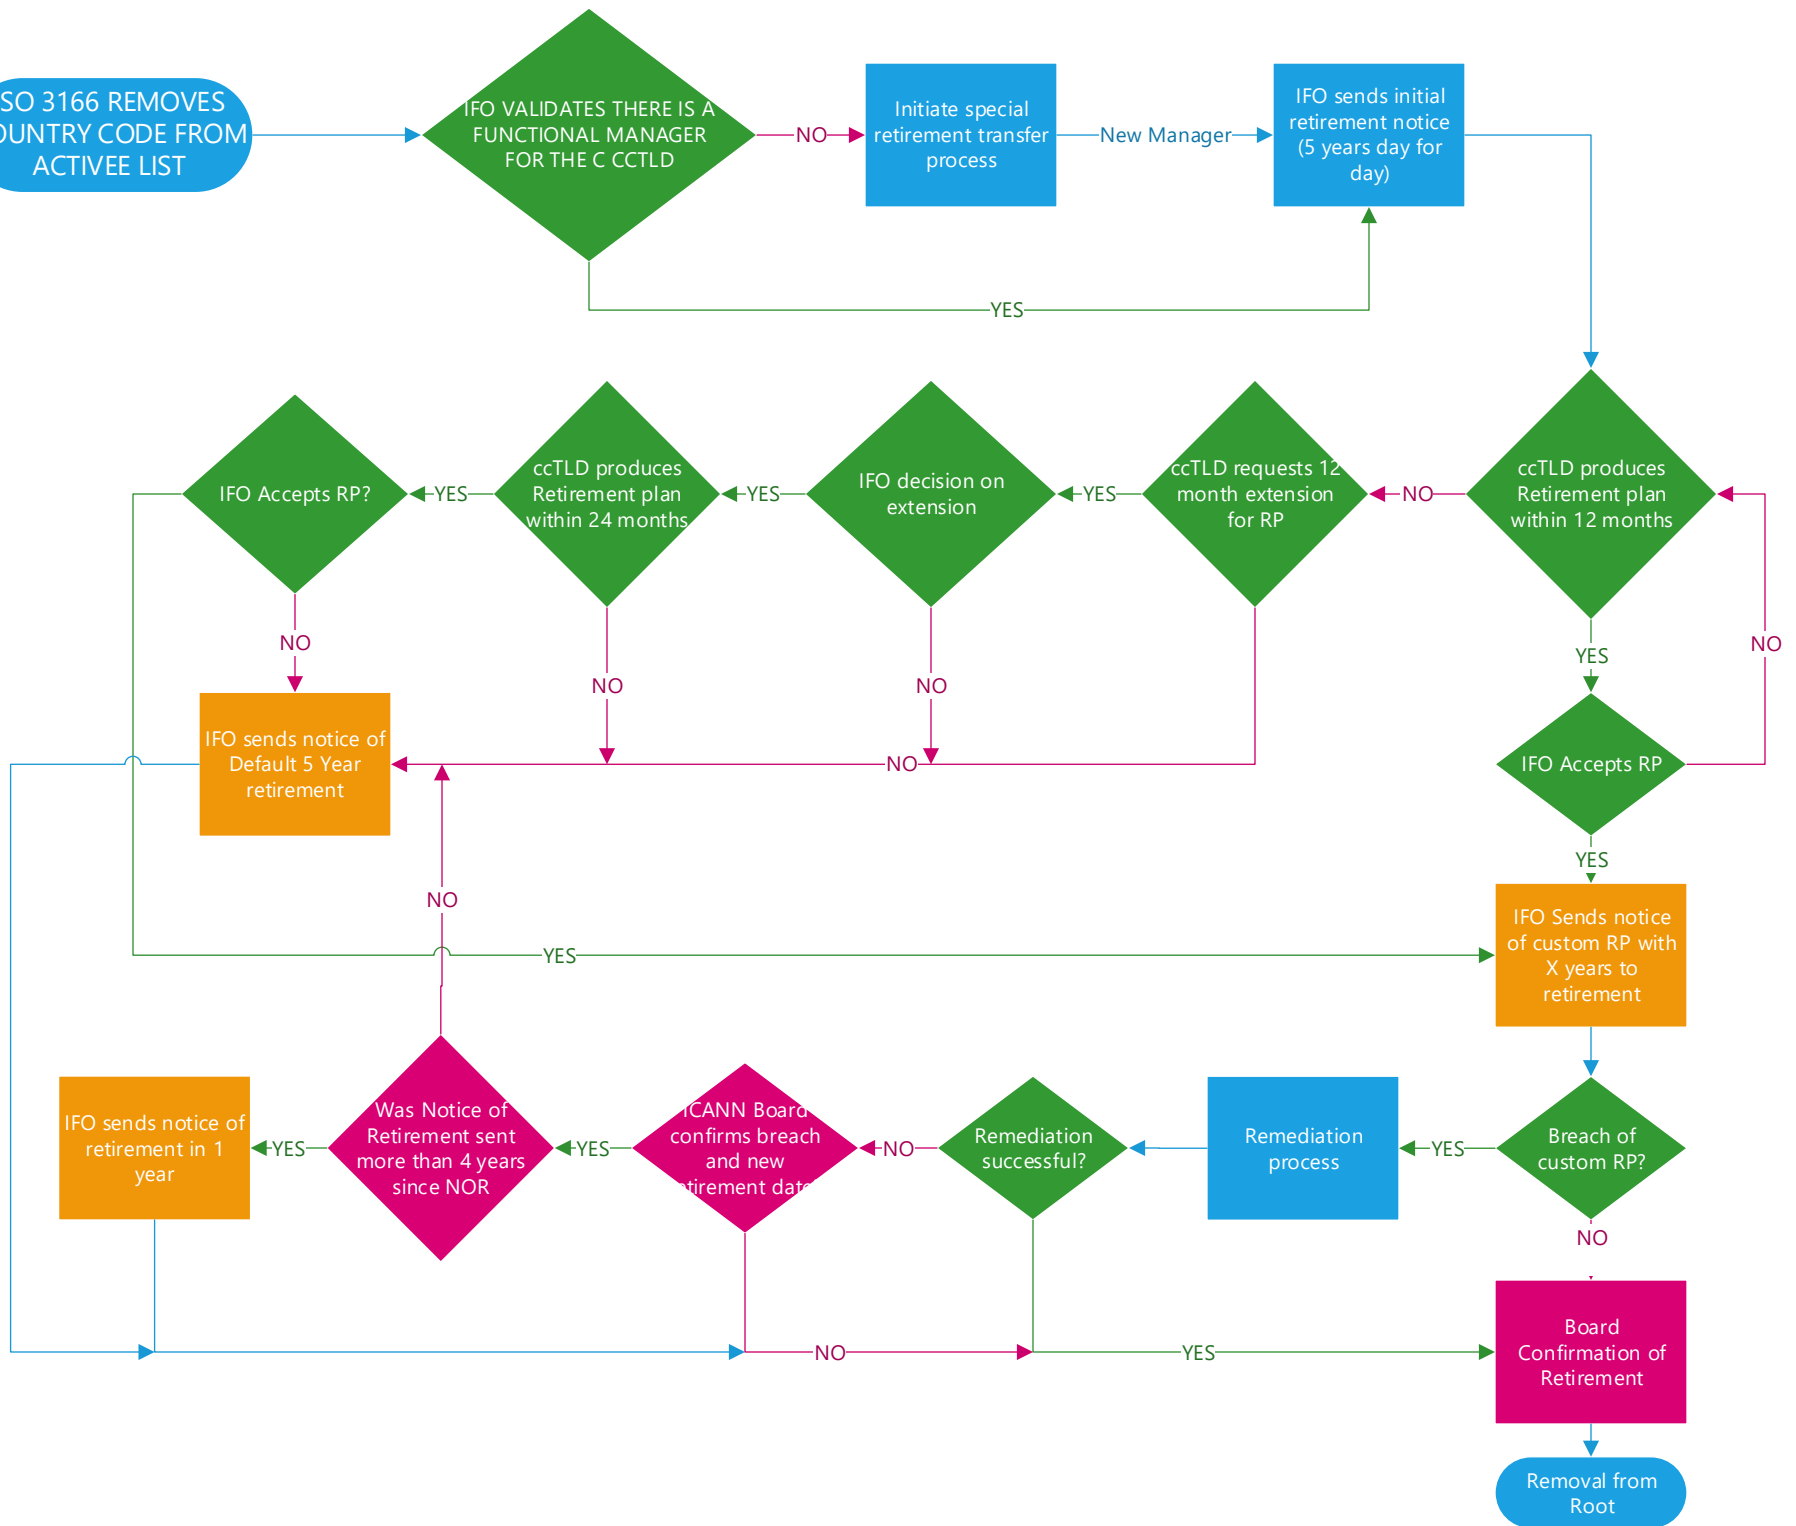 SO 3166 REMOVES
OUNTRY CODE FROM
ACTIVEE LIST
IFO VALIDATES THERE IS A
FUNCTIONAL MANAGER
FOR THE C CCTLD
NO
Initiate special
retirement transfer
process
New Manager
IFO sends initial
retirement notice
(5 years day for
day)
YES
IFO Accepts RP?
YES
ccTLD produces
Retirement plan
within 24 months
YES
IFO decision on
extension
YES
ccTLD requests 12
month extension
for RP
NO
ccTLD produces
Retirement plan
within 12 months
NO
NO
NO
YES
NO
IFO sends notice of
Default 5 Year
retirement
NO
IFO Accepts RP
YES
NO
YES
IFO Sends notice
of custom RP with
X years to
retirement
IFO sends notice of
retirement in 1
year
YES
Was Notice of
Retirement sent
more than 4 years
since NOR
YES
ICANN Board
confirms breach
and new
etirement date
NO
Remediation
successful?
Remediation
process
YES
Breach of
custom RP?
NO
NO
YES
Board
Confirmation of
Retirement
Removal from
Root